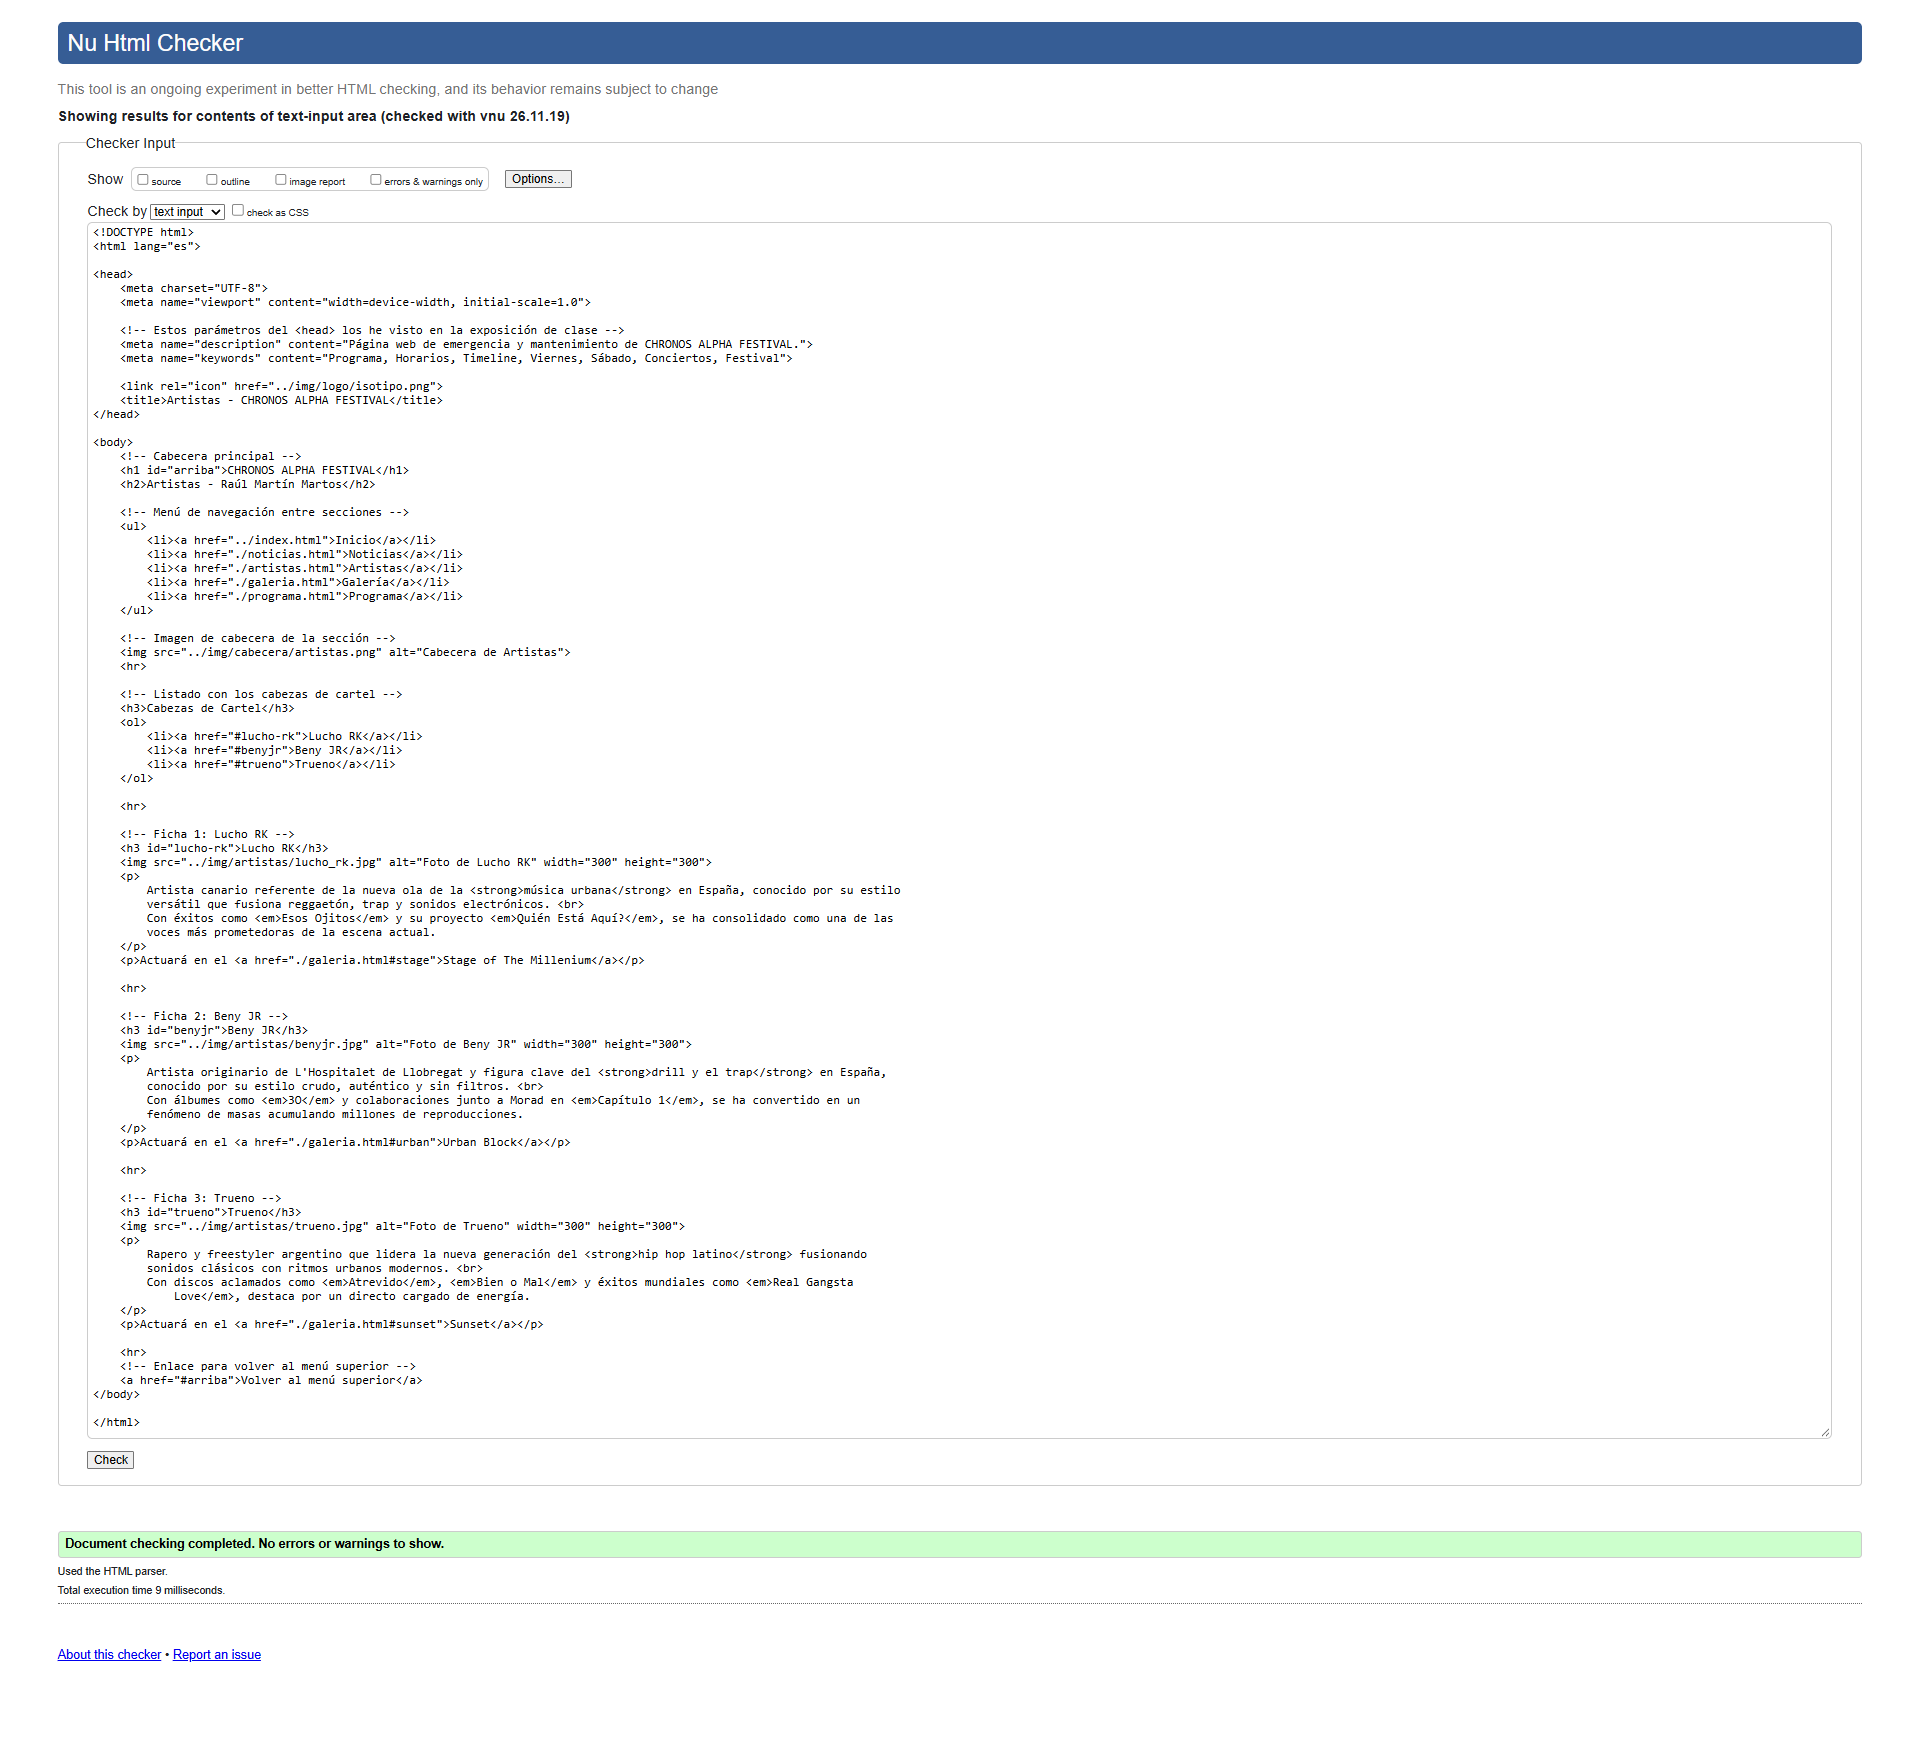 Nu Html Checker
This tool is an ongoing experiment in better HTML checking, and its behavior remains subject to change
Showing results for contents of text-input area (checked with vnu 26.11.19)
Checker Input
Show source outline image report errors & warnings only Options...
Check by text input check as CSS
<!DOCTYPE html>
<html lang="es">

<head>
    <meta charset="UTF-8">
    <meta name="viewport" content="width=device-width, initial-scale=1.0">

    <!-- Estos parámetros del <head> los he visto en la exposición de clase -->
    <meta name="description" content="Página web de emergencia y mantenimiento de CHRONOS ALPHA FESTIVAL.">
    <meta name="keywords" content="Programa, Horarios, Timeline, Viernes, Sábado, Conciertos, Festival">

    <link rel="icon" href="../img/logo/isotipo.png">
    <title>Artistas - CHRONOS ALPHA FESTIVAL</title>
</head>

<body>
    <!-- Cabecera principal -->
    <h1 id="arriba">CHRONOS ALPHA FESTIVAL</h1>
    <h2>Artistas - Raúl Martín Martos</h2>

    <!-- Menú de navegación entre secciones -->
    <ul>
        <li><a href="../index.html">Inicio</a></li>
        <li><a href="./noticias.html">Noticias</a></li>
        <li><a href="./artistas.html">Artistas</a></li>
        <li><a href="./galeria.html">Galería</a></li>
        <li><a href="./programa.html">Programa</a></li>
    </ul>

    <!-- Imagen de cabecera de la sección -->
    <img src="../img/cabecera/artistas.png" alt="Cabecera de Artistas">
    <hr>

    <!-- Listado con los cabezas de cartel -->
    <h3>Cabezas de Cartel</h3>
    <ol>
        <li><a href="#lucho-rk">Lucho RK</a></li>
        <li><a href="#benyjr">Beny JR</a></li>
        <li><a href="#trueno">Trueno</a></li>
    </ol>

    <hr>

    <!-- Ficha 1: Lucho RK -->
    <h3 id="lucho-rk">Lucho RK</h3>
    <img src="../img/artistas/lucho_rk.jpg" alt="Foto de Lucho RK" width="300" height="300">
    <p>
        Artista canario referente de la nueva ola de la <strong>música urbana</strong> en España, conocido por su estilo
        versátil que fusiona reggaetón, trap y sonidos electrónicos. <br>
        Con éxitos como <em>Esos Ojitos</em> y su proyecto <em>Quién Está Aquí?</em>, se ha consolidado como una de las
        voces más prometedoras de la escena actual.
    </p>
    <p>Actuará en el <a href="./galeria.html#stage">Stage of The Millenium</a></p>

    <hr>

    <!-- Ficha 2: Beny JR -->
    <h3 id="benyjr">Beny JR</h3>
    <img src="../img/artistas/benyjr.jpg" alt="Foto de Beny JR" width="300" height="300">
    <p>
        Artista originario de L'Hospitalet de Llobregat y figura clave del <strong>drill y el trap</strong> en España,
        conocido por su estilo crudo, auténtico y sin filtros. <br>
        Con álbumes como <em>3O</em> y colaboraciones junto a Morad en <em>Capítulo 1</em>, se ha convertido en un
        fenómeno de masas acumulando millones de reproducciones.
    </p>
    <p>Actuará en el <a href="./galeria.html#urban">Urban Block</a></p>

    <hr>

    <!-- Ficha 3: Trueno -->
    <h3 id="trueno">Trueno</h3>
    <img src="../img/artistas/trueno.jpg" alt="Foto de Trueno" width="300" height="300">
    <p>
        Rapero y freestyler argentino que lidera la nueva generación del <strong>hip hop latino</strong> fusionando
        sonidos clásicos con ritmos urbanos modernos. <br>
        Con discos aclamados como <em>Atrevido</em>, <em>Bien o Mal</em> y éxitos mundiales como <em>Real Gangsta
            Love</em>, destaca por un directo cargado de energía.
    </p>
    <p>Actuará en el <a href="./galeria.html#sunset">Sunset</a></p>

    <hr>
    <!-- Enlace para volver al menú superior -->
    <a href="#arriba">Volver al menú superior</a>
</body>

</html>
Check
Document checking completed. No errors or warnings to show.
Used the HTML parser.
Total execution time 9 milliseconds.
About this checker • Report an issue